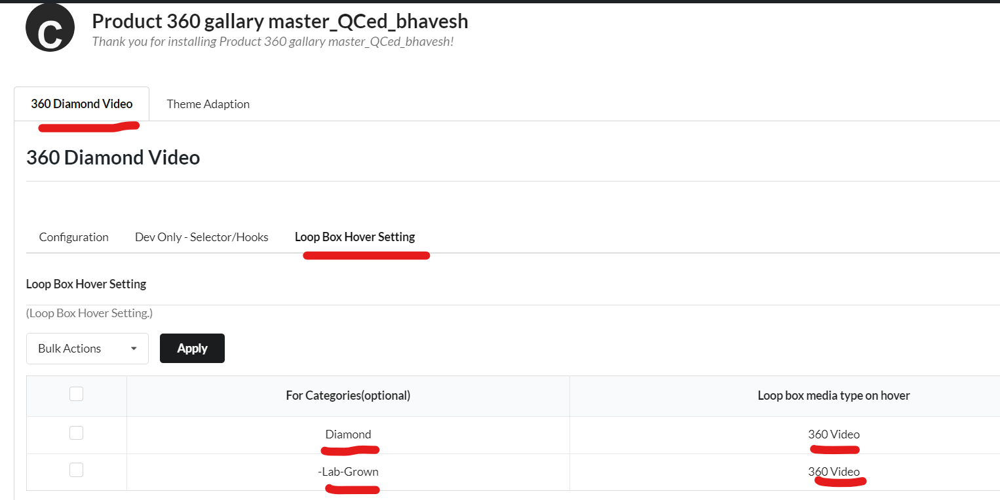 C
Product 360 gallary master_QCed_bhavesh
Thank you for installing Product 360 gallary master_QCed_bhavesh!
360 Diamond Video Theme Adaption
360 Diamond Video
Configuration Dev Only - Selector/Hooks Loop Box Hover Setting
Loop Box Hover Setting
(Loop Box Hover Setting.)
Bulk Actions Apply
For Categories(optional) Loop box media type on hover
Diamond 360 Video
-Lab-Grown 360 Video